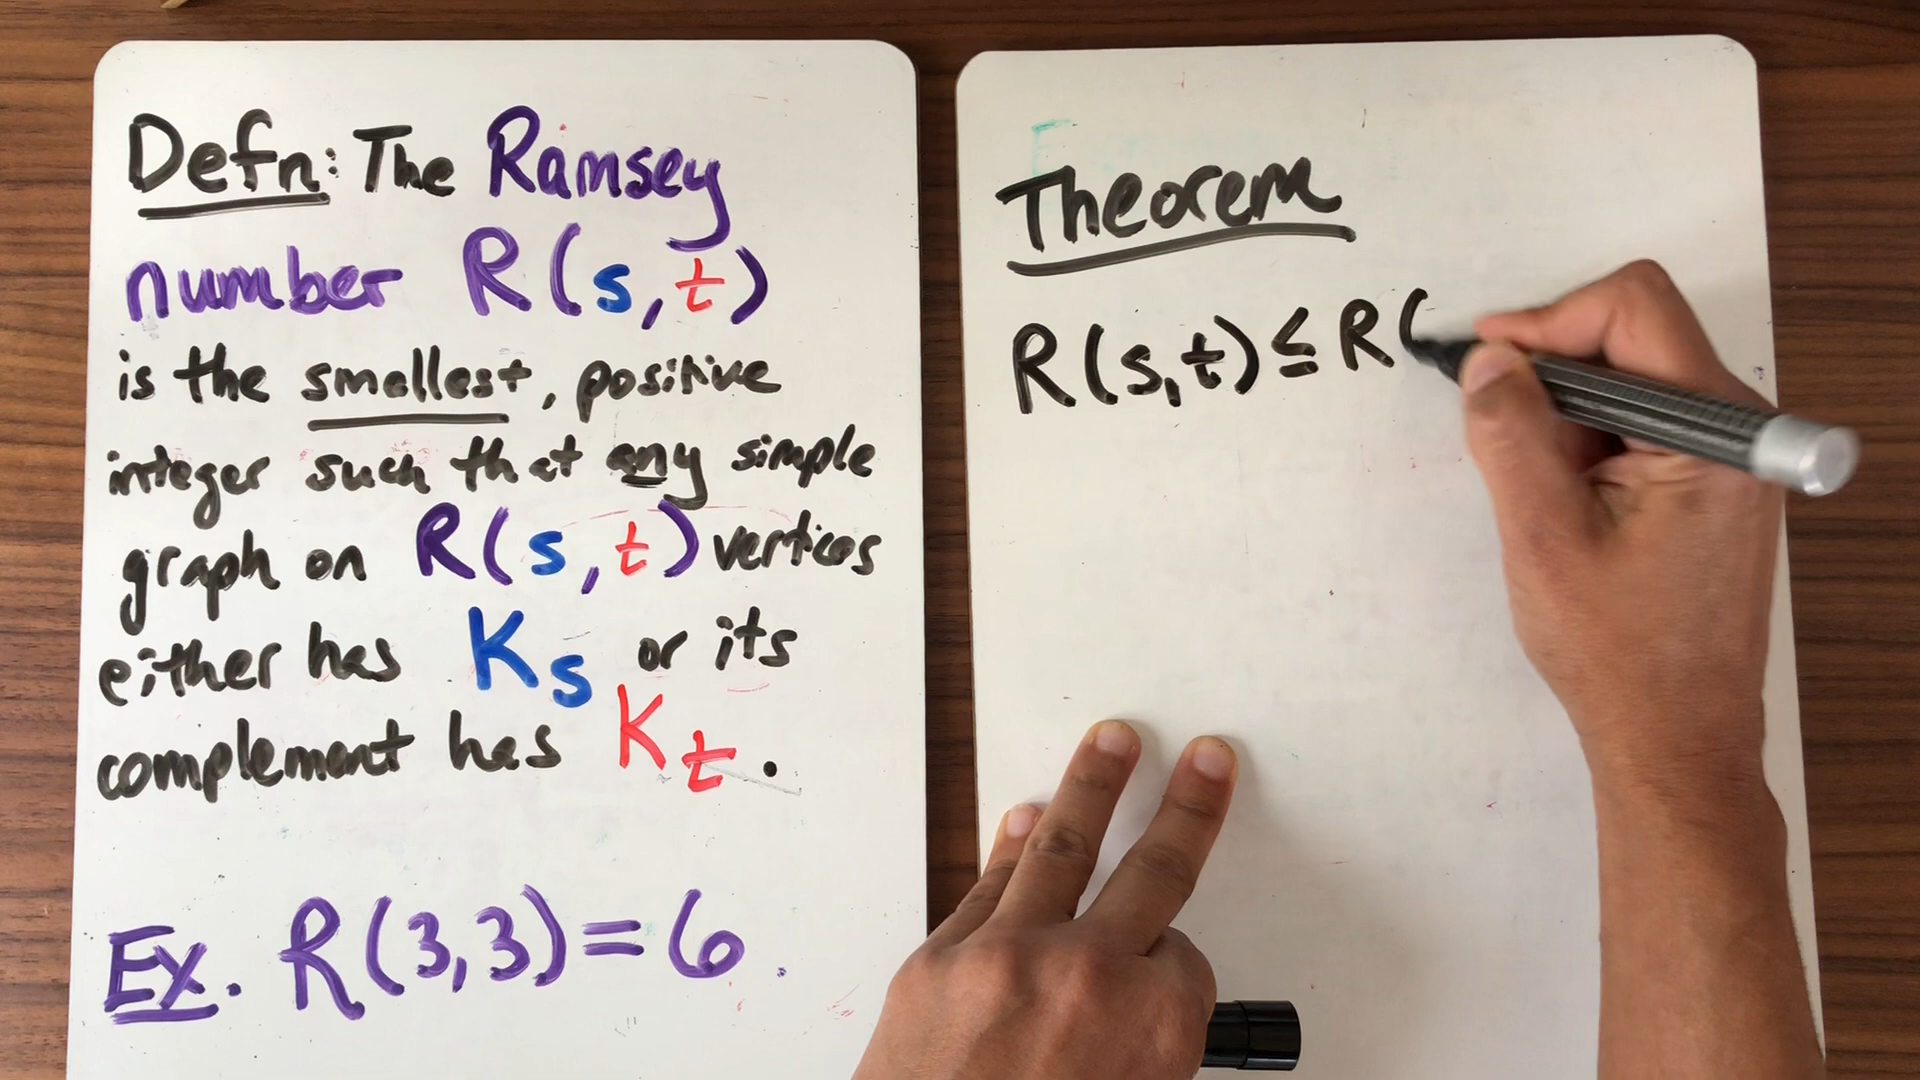 Defn: The Ramsey
number R(s,t)
is the smallest, positive
integer such that any simple
graph on R(s,t) vertices
either has Ks or its
complement has Kt.
Ex. R(3,3)=6.
Theorem
R(s,t)≤R(